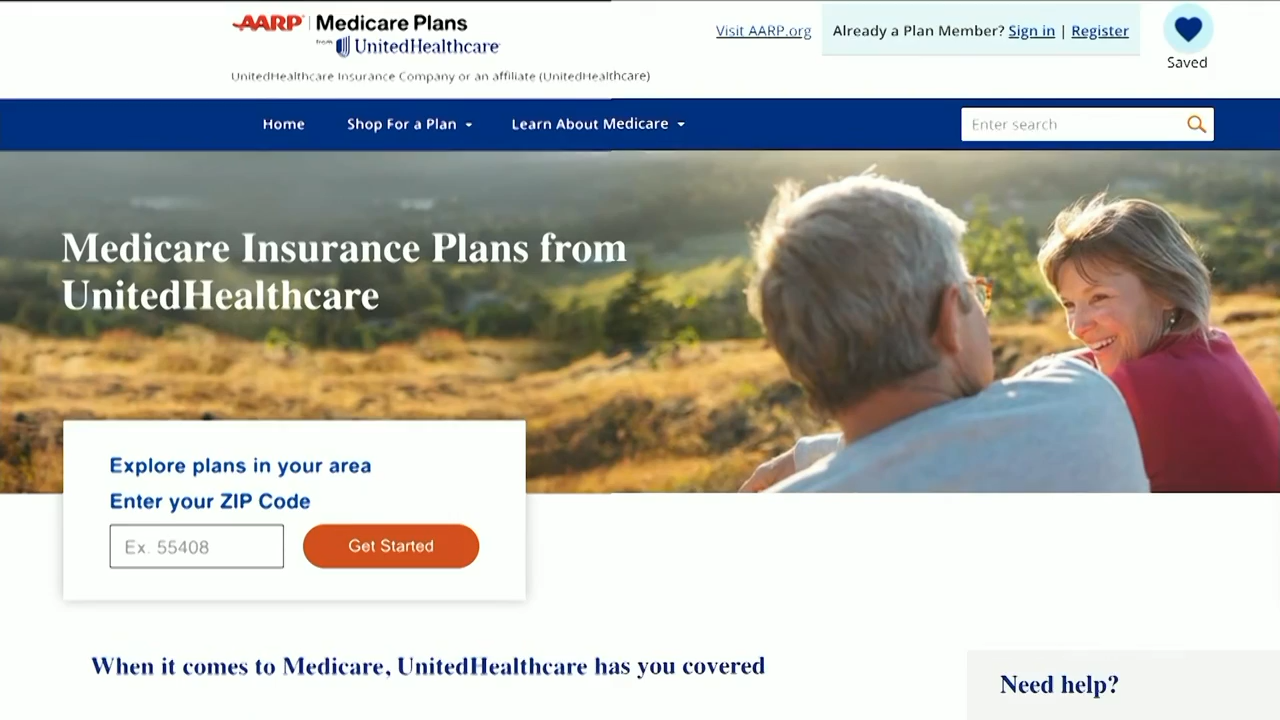 AARP | Medicare Plans
from UnitedHealthcare
UnitedHealthcare Insurance Company or an affiliate (UnitedHealthcare)
Visit AARP.org
Already a Plan Member? Sign in | Register
Saved
Home Shop For a Plan Learn About Medicare
Enter search
Medicare Insurance Plans from
UnitedHealthcare
Explore plans in your area
Enter your ZIP Code
Ex. 55408
Get Started
When it comes to Medicare, UnitedHealthcare has you covered
Need help?